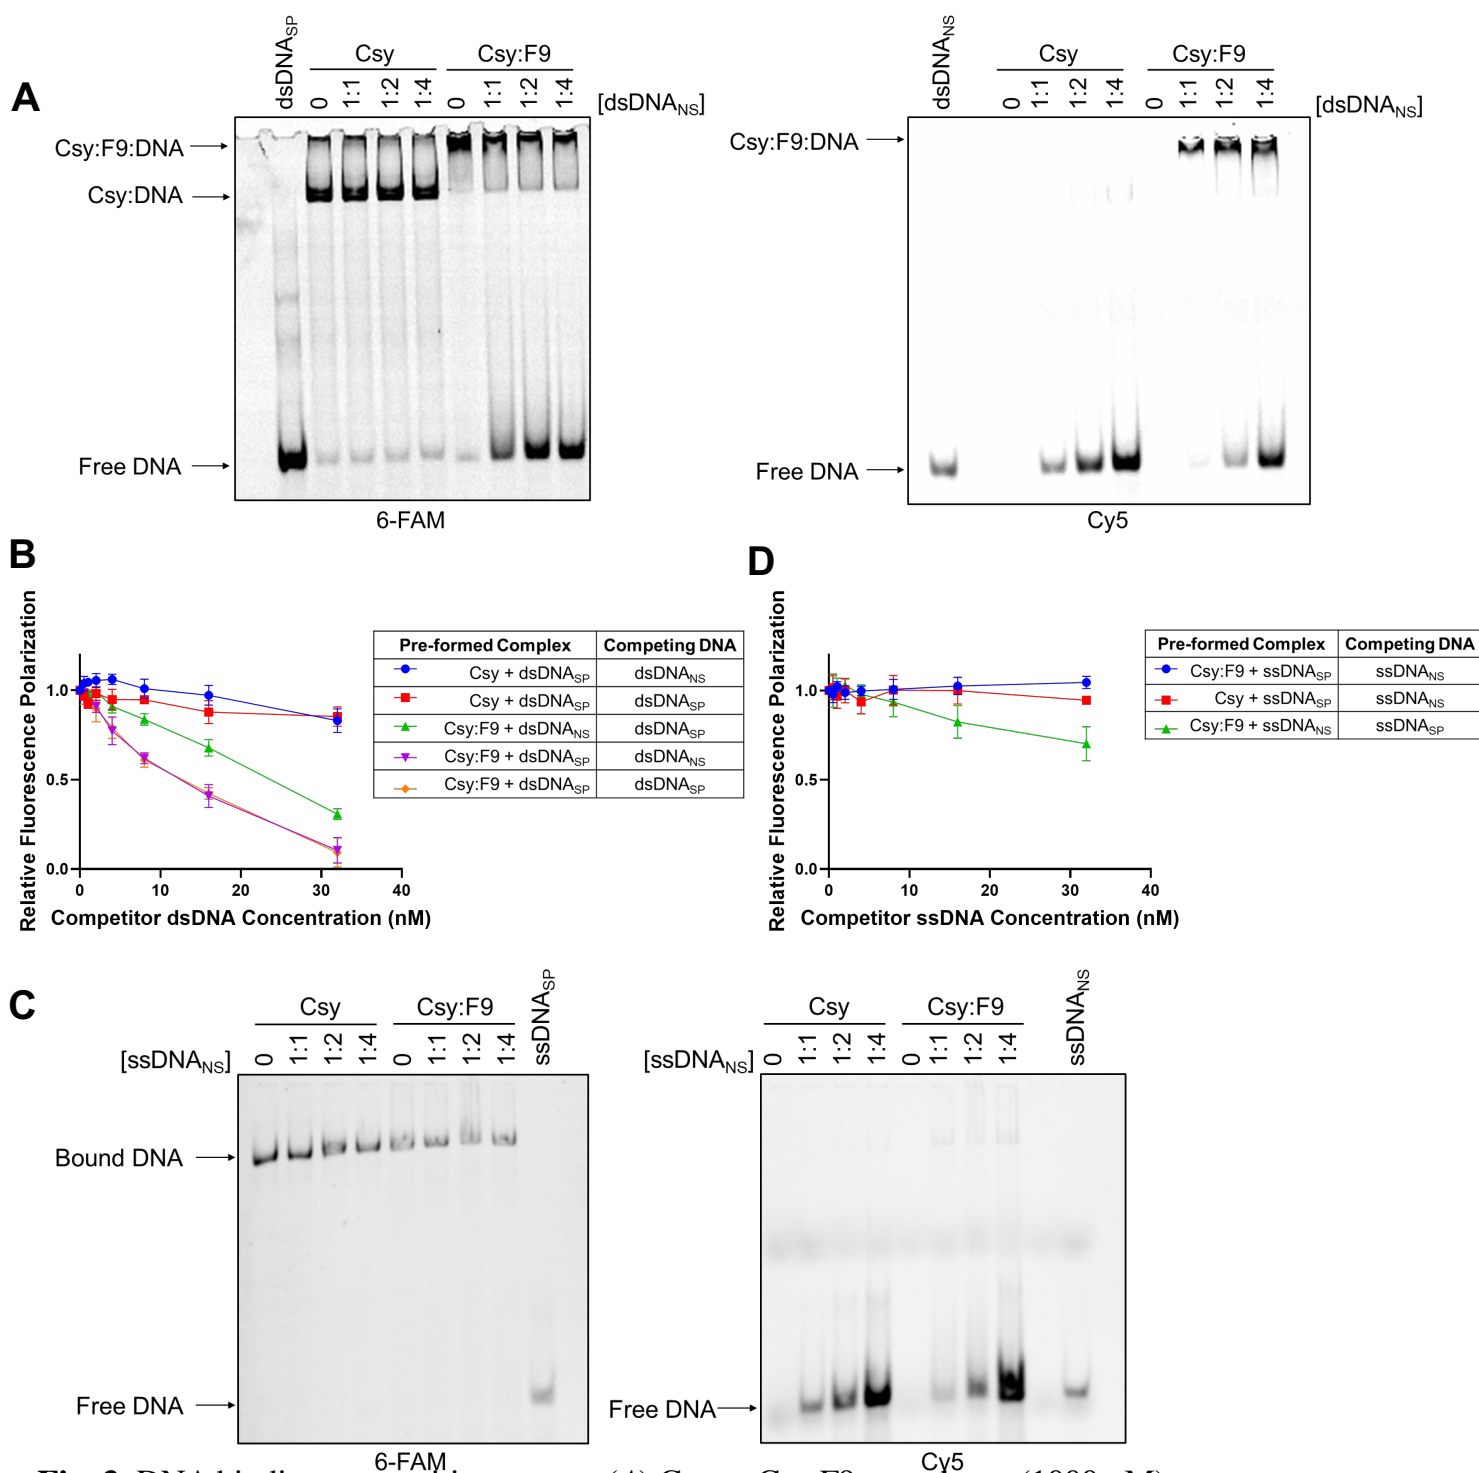 A
dsDNASP
Csy
Csy:F9
0 1:1 1:2 1:4 0 1:1 1:2 1:4 [dsDNANS]
Csy:F9:DNA
Csy:DNA
Free DNA
6-FAM
dsDNANS
Csy
Csy:F9
0 1:1 1:2 1:4 0 1:1 1:2 1:4 [dsDNANS]
Csy:F9:DNA
Free DNA
Cy5
B
Relative Fluorescence Polarization
1.0
0.5
0.0
0 10 20 30 40
Competitor dsDNA Concentration (nM)
Pre-formed Complex Competing DNA
Csy + dsDNASP dsDNANS
Csy + dsDNASP dsDNASP
Csy:F9 + dsDNANS dsDNASP
Csy:F9 + dsDNASP dsDNANS
Csy:F9 + dsDNASP dsDNASP
D
Relative Fluorescence Polarization
1.0
0.5
0.0
0 10 20 30 40
Competitor ssDNA Concentration (nM)
Pre-formed Complex Competing DNA
Csy:F9 + ssDNASP ssDNANS
Csy + ssDNASP ssDNANS
Csy:F9 + ssDNANS ssDNASP
C
Csy
Csy:F9
ssDNASP
[ssDNANS] 0 1:1 1:2 1:4 0 1:1 1:2 1:4
Bound DNA
Free DNA
6-FAM
Csy
Csy:F9
ssDNANS
[ssDNANS] 0 1:1 1:2 1:4 0 1:1 1:2 1:4
Free DNA
Cy5